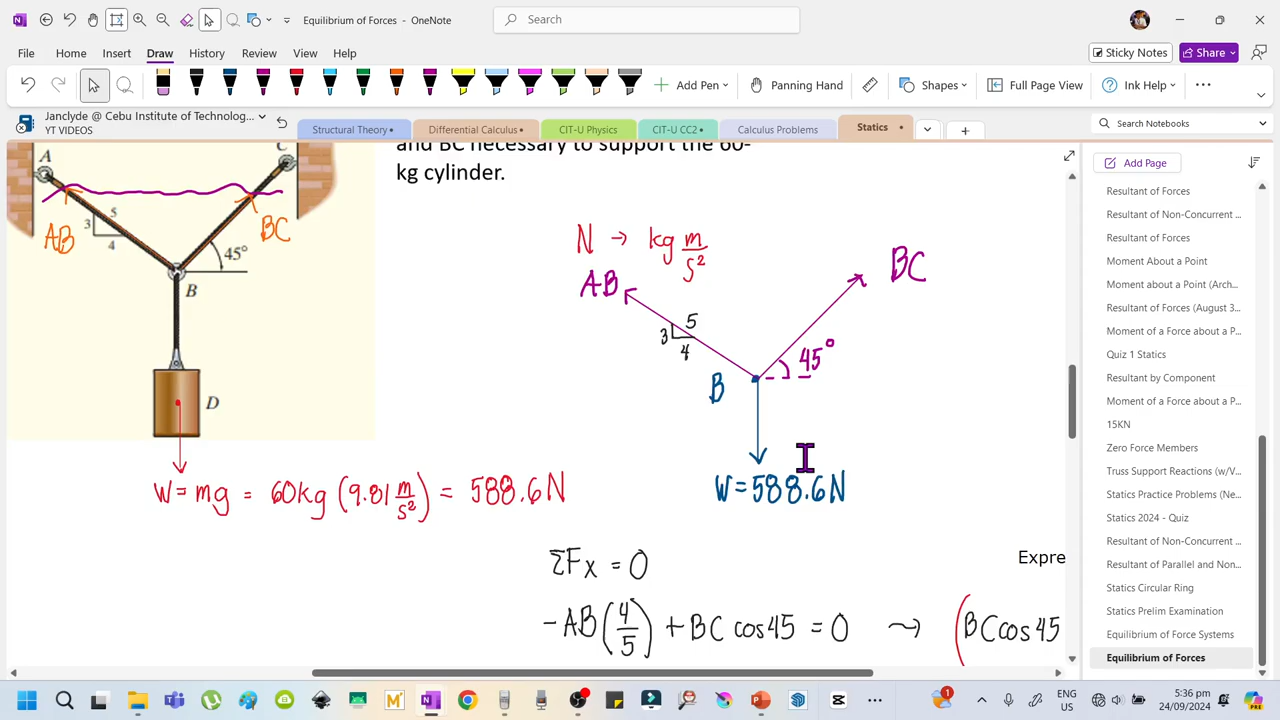 Equilibrium of Forces - OneNote
Search
File Home Insert Draw History Review View Help
Sticky Notes
Share
Add Pen
Panning Hand
Shapes
Full Page View
Ink Help
Janclyde @ Cebu Institute of Technolog...
YT VIDEOS
Structural Theory
Differential Calculus
CIT-U Physics
CIT-U CC2
Calculus Problems
Statics
Search Notebooks
Add Page
and BC necessary to support the 60-
kg cylinder.
A
C
AB
3
5
4
BC
45°
B
D
W = mg = 60kg (9.81 m/s²) = 588.6N
N → kg m/s²
AB
BC
3
5
4
45°
B
W = 588.6N
ΣFx = 0
Expre
-AB(4/5) + BC cos45 = 0 → (BCcos45
Resultant of Forces
Resultant of Non-Concurrent ...
Resultant of Forces
Moment About a Point
Moment about a Point (Arch...
Resultant of Forces (August 3...
Moment of a Force about a P...
Quiz 1 Statics
Resultant by Component
Moment of a Force about a P...
15KN
Zero Force Members
Truss Support Reactions (w/V...
Statics Practice Problems (Ne...
Statics 2024 - Quiz
Resultant of Non-Concurrent ...
Resultant of Parallel and Non...
Statics Circular Ring
Statics Prelim Examination
Equilibrium of Force Systems
Equilibrium of Forces
1
ENG
US
5:36 pm
24/09/2024